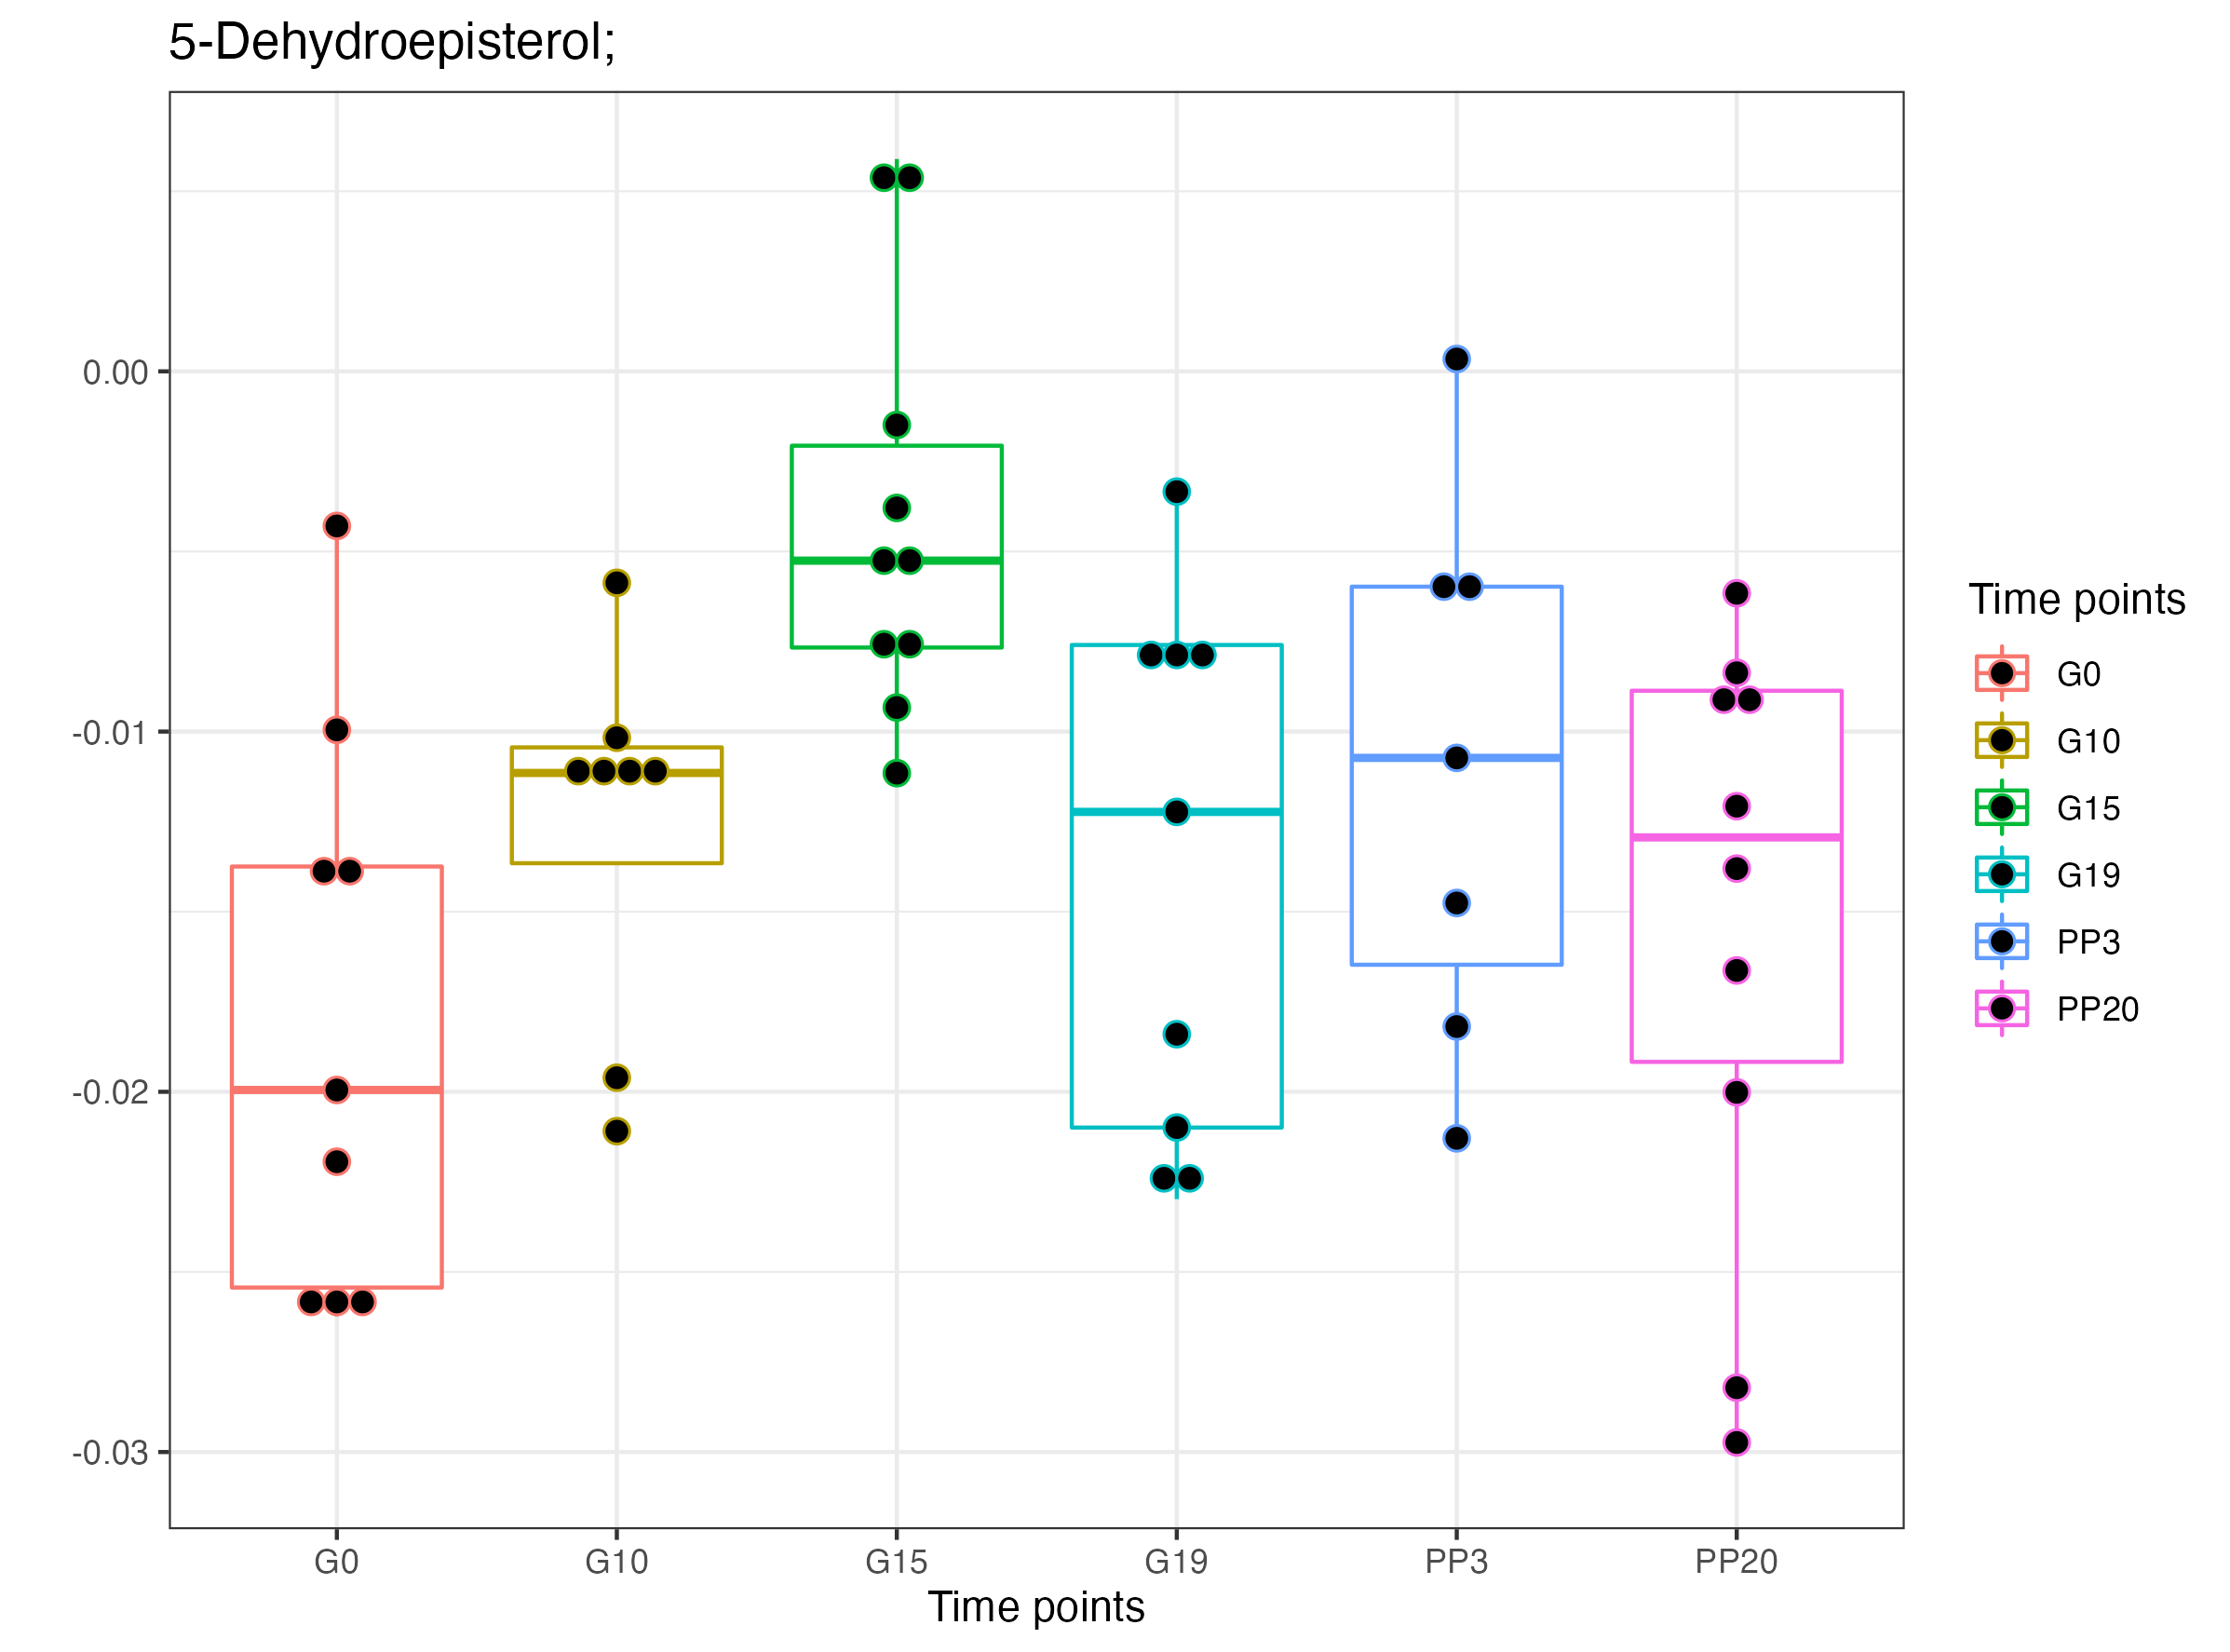 5-Dehydroepisterol;
0.00
-0.01
-0.02
-0.03
G0 G10 G15 G19 PP3 PP20
Time points
Time points
G0
G10
G15
G19
PP3
PP20